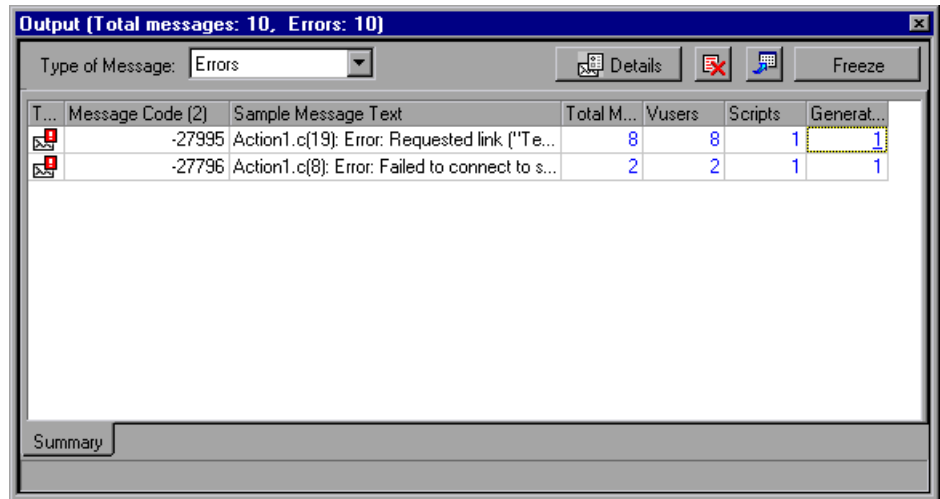 Output (Total messages: 10, Errors: 10)
Type of Message: Errors Details Freeze
T... Message Code (2) Sample Message Text Total M... Vusers Scripts Generat...
-27995 Action1.c(19): Error: Requested link ("Te... 8 8 1 1
-27796 Action1.c(8): Error: Failed to connect to s... 2 2 1 1
Summary